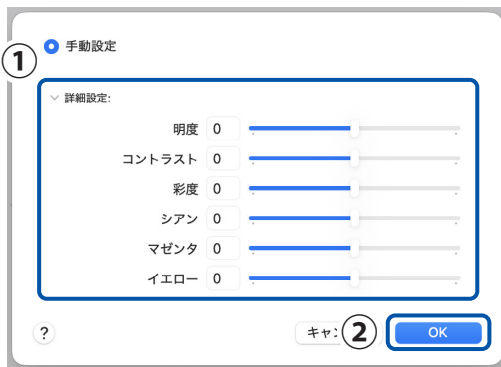 手動設定
①
詳細設定:
明度 0
コントラスト 0
彩度 0
シアン 0
マゼンタ 0
イエロー 0
?
キャ
②
OK